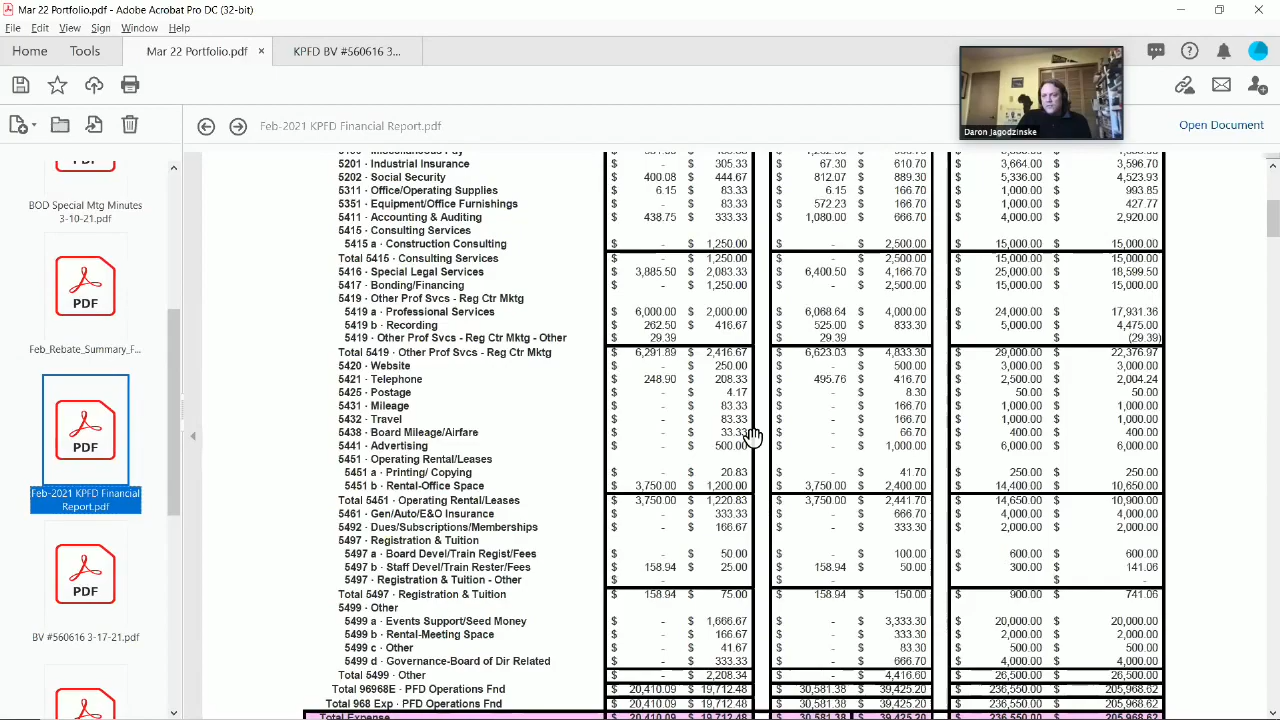 Mar 22 Portfolio.pdf - Adobe Acrobat Pro DC (32-bit)
File Edit View Sign Window Help
Home Tools Mar 22 Portfolio.pdf × KPFD BV #560616 3...
Daron Jagodzinske
Feb-2021 KPFD Financial Report.pdf
Open Document
PDF
BOD Special Mtg Minutes
3-10-21.pdf
PDF
Feb_Rebate_Summary_F...
PDF
Feb-2021 KPFD Financial
Report.pdf
PDF
BV #560616 3-17-21.pdf
5201 · Industrial Insurance - $ 305.33 67.30 $ 610.70 $ 3,664.00 $ 3,596.70
5202 · Social Security $ 400.08 $ 444.67 $ 812.07 $ 889.30 $ 5,336.00 $ 4,523.93
5311 · Office/Operating Supplies $ 6.15 $ 83.33 $ 6.15 $ 166.70 $ 1,000.00 $ 993.85
5351 · Equipment/Office Furnishings $ - $ 83.33 $ 572.23 $ 166.70 $ 1,000.00 $ 427.77
5411 · Accounting & Auditing $ 438.75 $ 333.33 $ 1,080.00 $ 666.70 $ 4,000.00 $ 2,920.00
5415 · Consulting Services
5415 a · Construction Consulting $ - $ 1,250.00 $ - $ 2,500.00 $ 15,000.00 $ 15,000.00
Total 5415 · Consulting Services $ - $ 1,250.00 $ - $ 2,500.00 $ 15,000.00 $ 15,000.00
5416 · Special Legal Services $ 3,885.50 $ 2,083.33 $ 6,400.50 $ 4,166.70 $ 25,000.00 $ 18,599.50
5417 · Bonding/Financing $ - $ 1,250.00 $ - $ 2,500.00 $ 15,000.00 $ 15,000.00
5419 · Other Prof Svcs - Reg Ctr Mktg
5419 a · Professional Services $ 6,000.00 $ 2,000.00 $ 6,068.64 $ 4,000.00 $ 24,000.00 $ 17,931.36
5419 b · Recording $ 262.50 $ 416.67 $ 525.00 $ 833.30 $ 5,000.00 $ 4,475.00
5419 · Other Prof Svcs - Reg Ctr Mktg - Other $ 29.39 $ 29.39 $ (29.39)
Total 5419 · Other Prof Svcs - Reg Ctr Mktg $ 6,291.89 $ 2,416.67 $ 6,623.03 $ 4,833.30 $ 29,000.00 $ 22,376.97
5420 · Website $ - $ 250.00 $ - $ 500.00 $ 3,000.00 $ 3,000.00
5421 · Telephone $ 248.90 $ 208.33 $ 495.76 $ 416.70 $ 2,500.00 $ 2,004.24
5425 · Postage $ - $ 4.17 $ - $ 8.30 $ 50.00 $ 50.00
5431 · Mileage $ - $ 83.33 $ - $ 166.70 $ 1,000.00 $ 1,000.00
5432 · Travel $ - $ 83.33 $ - $ 166.70 $ 1,000.00 $ 1,000.00
5438 · Board Mileage/Airfare $ - $ 33.33 $ - $ 66.70 $ 400.00 $ 400.00
5441 · Advertising $ - $ 500.00 $ - $ 1,000.00 $ 6,000.00 $ 6,000.00
5451 · Operating Rental/Leases
5451 a · Printing/ Copying $ - $ 20.83 $ - $ 41.70 $ 250.00 $ 250.00
5451 b · Rental-Office Space $ 3,750.00 $ 1,200.00 $ 3,750.00 $ 2,400.00 $ 14,400.00 $ 10,650.00
Total 5451 · Operating Rental/Leases $ 3,750.00 $ 1,220.83 $ 3,750.00 $ 2,441.70 $ 14,650.00 $ 10,900.00
5461 · Gen/Auto/E&O Insurance $ - $ 333.33 $ - $ 666.70 $ 4,000.00 $ 4,000.00
5492 · Dues/Subscriptions/Memberships $ - $ 166.67 $ - $ 333.30 $ 2,000.00 $ 2,000.00
5497 · Registration & Tuition
5497 a · Board Devel/Train Regist/Fees $ - $ 50.00 $ - $ 100.00 $ 600.00 $ 600.00
5497 b · Staff Devel/Train Rester/Fees $ 158.94 $ 25.00 $ 158.94 $ 50.00 $ 300.00 $ 141.06
5497 · Registration & Tuition - Other $ - $ - $ -
Total 5497 · Registration & Tuition $ 158.94 $ 75.00 $ 158.94 $ 150.00 $ 900.00 $ 741.06
5499 · Other
5499 a · Events Support/Seed Money $ - $ 1,666.67 $ - $ 3,333.30 $ 20,000.00 $ 20,000.00
5499 b · Rental-Meeting Space $ - $ 166.67 $ - $ 333.30 $ 2,000.00 $ 2,000.00
5499 c · Other $ - $ 41.67 $ - $ 83.30 $ 500.00 $ 500.00
5499 d · Governance-Board of Dir Related $ - $ 333.33 $ - $ 666.70 $ 4,000.00 $ 4,000.00
Total 5499 · Other $ - $ 2,208.34 $ - $ 4,416.60 $ 26,500.00 $ 26,500.00
Total 96968E · PFD Operations Fnd $ 20,410.09 $ 19,712.48 $ 30,581.38 $ 39,425.20 $ 236,550.00 $ 205,968.62
Total 968 Exp · PFD Operations Fnd $ 20,410.09 $ 19,712.48 $ 30,581.38 $ 39,425.20 $ 236,550.00 $ 205,968.62
Total Expense $ 20,410.09 $ 19,712.48 $ 30,581.38 $ 39,425.20 $ 236,550.00 $ 205,968.62